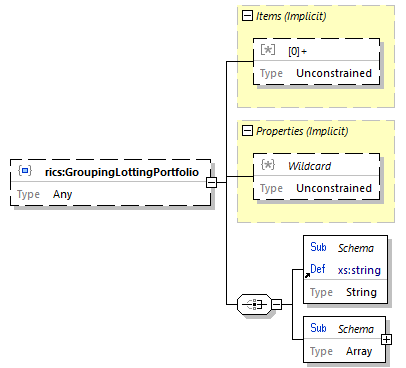 Items (Implicit)
[*] [0]+
Type Unconstrained
Properties (Implicit)
{*} Wildcard
Type Unconstrained
rics:GroupingLottingPortfolio
Type Any
Sub Schema
Def xs:string
Type String
Sub Schema
Type Array